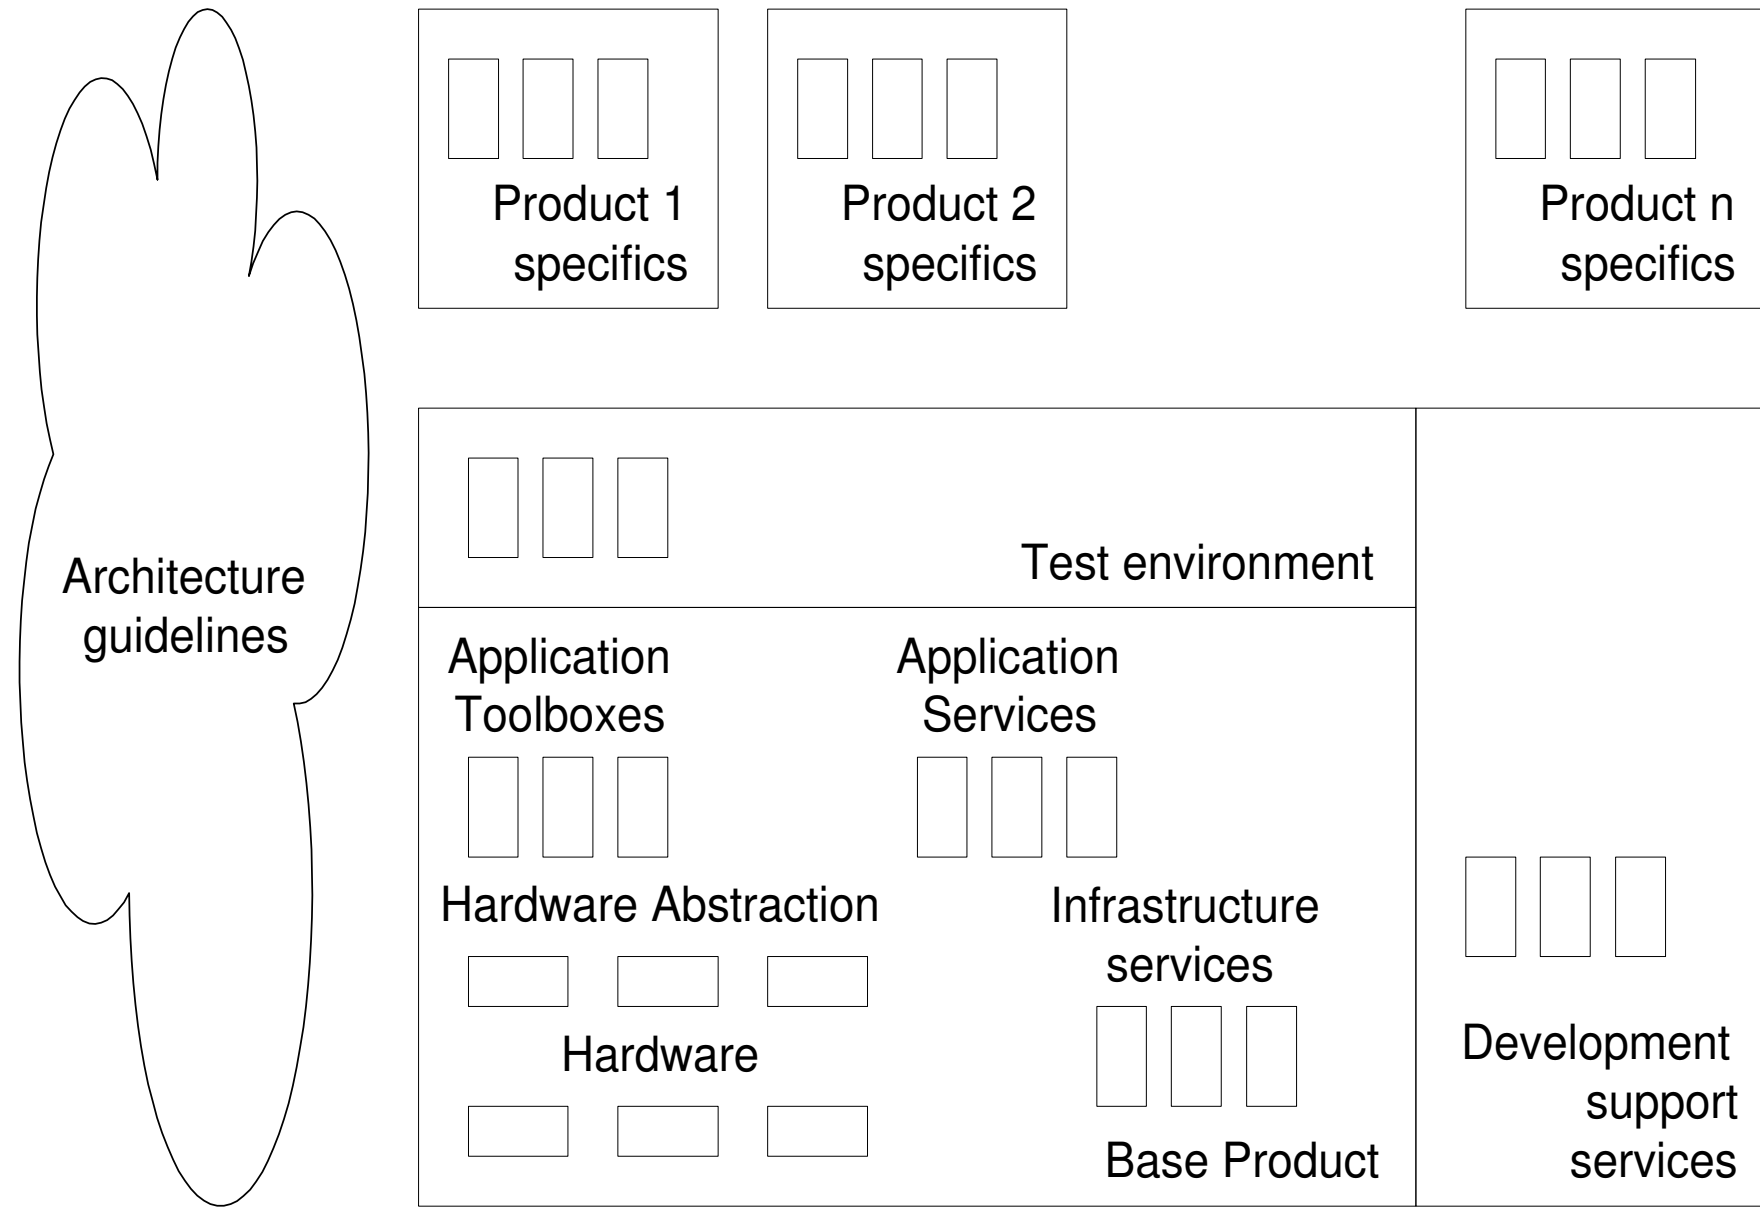 Product 1
specifics
Product 2
specifics
Product n
specifics
Architecture
guidelines
Test environment
Application
Toolboxes
Application
Services
Hardware Abstraction
Infrastructure
services
Hardware
Base Product
Development
support
services